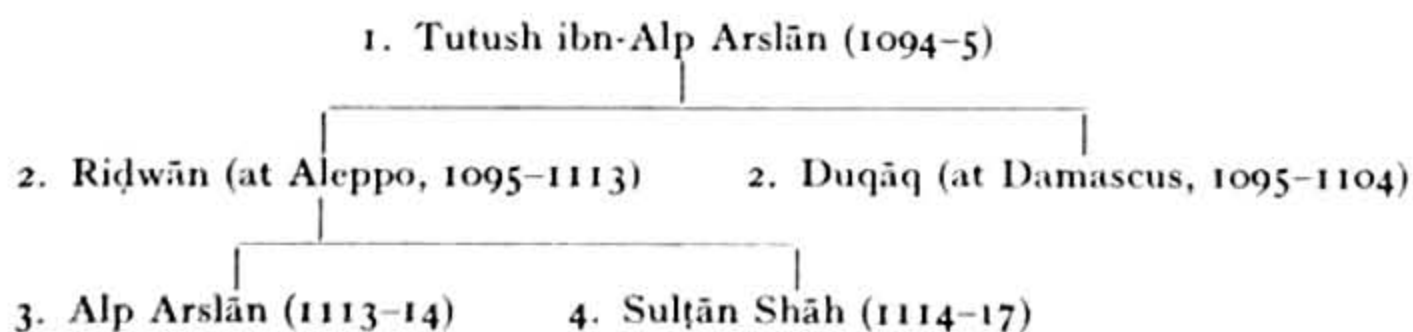 1. Tutush ibn-Alp Arslān (1094–5)
2. Riḍwān (at Aleppo, 1095–1113) 2. Duqāq (at Damascus, 1095–1104)
3. Alp Arslān (1113–14) 4. Sulṭān Shāh (1114–17)